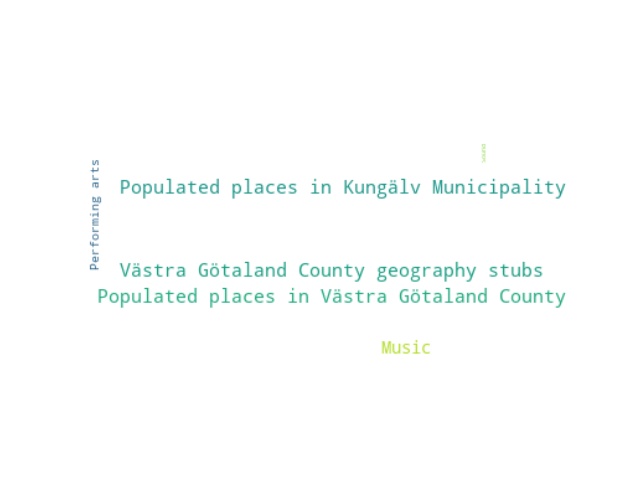 Performing arts
Populated places in Kungälv Municipality
Västra Götaland County geography stubs
Populated places in Västra Götaland County
Music